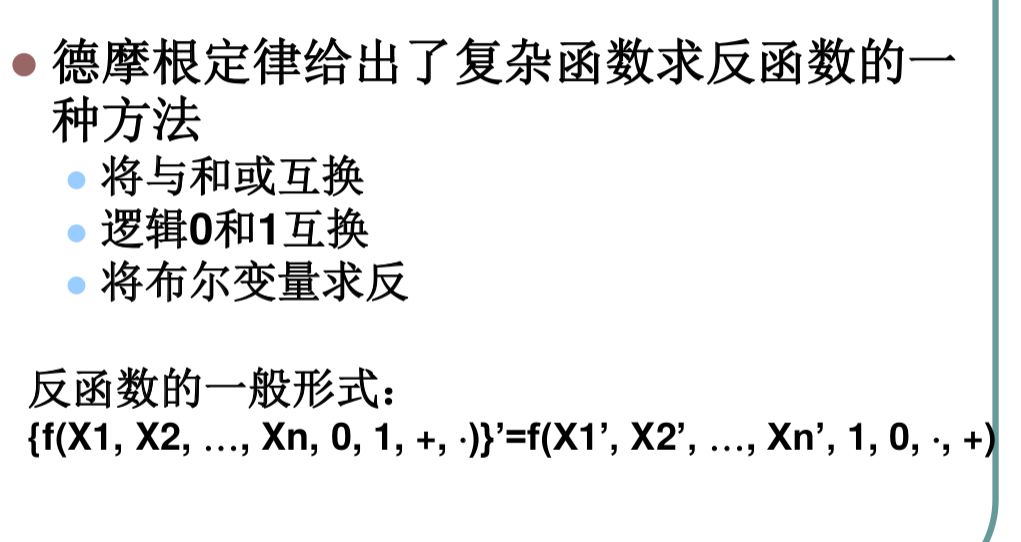 德摩根定律给出了复杂函数求反函数的一
种方法
将与和或互换
逻辑0和1互换
将布尔变量求反
反函数的一般形式：
{f(X1, X2, …, Xn, 0, 1, +, ·)}’=f(X1’, X2’, …, Xn’, 1, 0, ·, +)